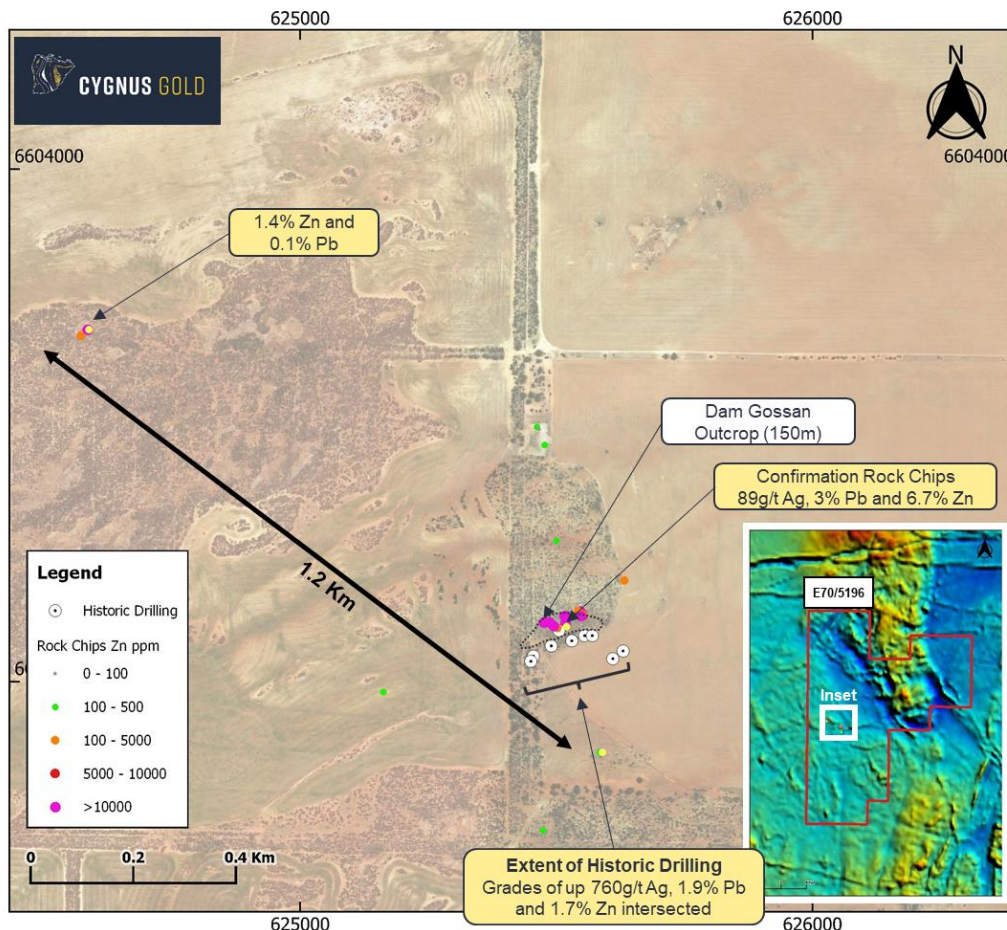 625000
626000
CYGNUS GOLD
N
6604000
6604000
1.4% Zn and
0.1% Pb
Dam Gossan
Outcrop (150m)
Confirmation Rock Chips
89g/t Ag, 3% Pb and 6.7% Zn
1.2 Km
Legend
Historic Drilling
Rock Chips Zn ppm
0 - 100
100 - 500
100 - 5000
5000 - 10000
>10000
0
0.2
0.4 Km
660
E70/5196
Inset
Extent of Historic Drilling
Grades of up 760g/t Ag, 1.9% Pb
and 1.7% Zn intersected
625000
626000